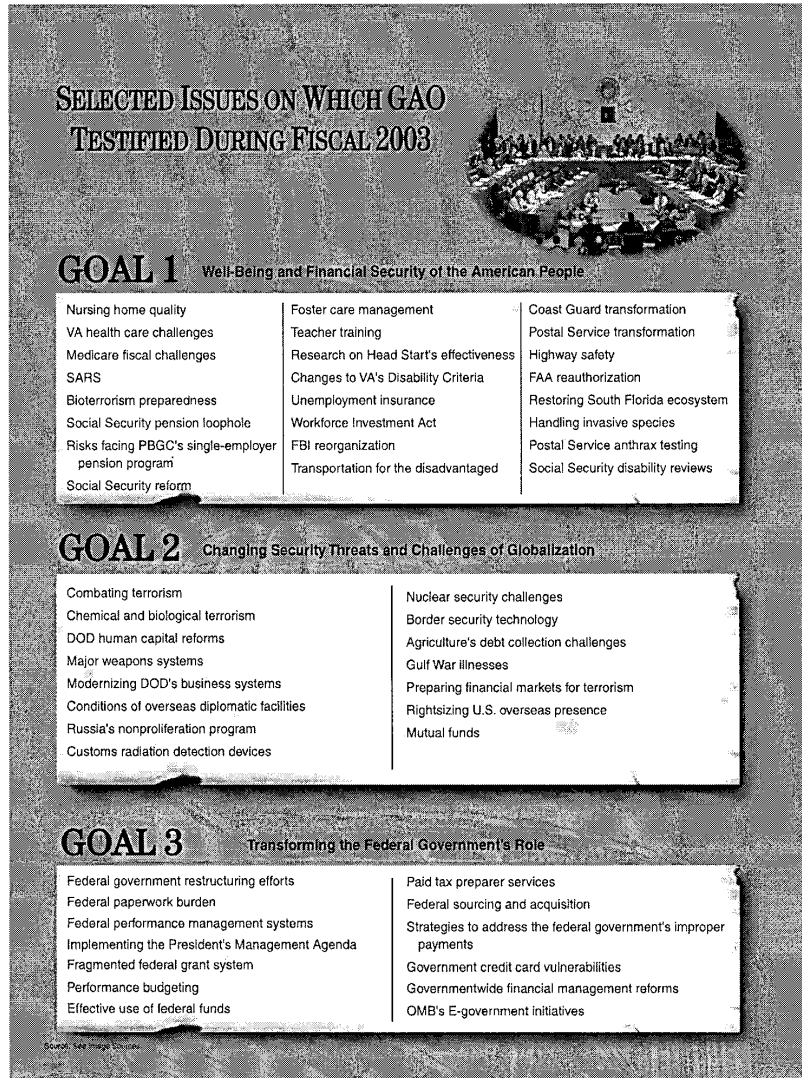 SELECTED ISSUES ON WHICH GAO
TESTIFIED DURING FISCAL 2003
GOAL 1 Well-Being and Financial Security of the American People
Nursing home quality
VA health care challenges
Medicare fiscal challenges
SARS
Bioterrorism preparedness
Social Security pension loophole
Risks facing PBGC's single-employer
pension program
Social Security reform
Foster care management
Teacher training
Research on Head Start's effectiveness
Changes to VA's Disability Criteria
Unemployment insurance
Workforce Investment Act
FBI reorganization
Transportation for the disadvantaged
Coast Guard transformation
Postal Service transformation
Highway safety
FAA reauthorization
Restoring South Florida ecosystem
Handling invasive species
Postal Service anthrax testing
Social Security disability reviews
GOAL 2 Changing Security Threats and Challenges of Globalization
Combating terrorism
Chemical and biological terrorism
DOD human capital reforms
Major weapons systems
Modernizing DOD's business systems
Conditions of overseas diplomatic facilities
Russia's nonproliferation program
Customs radiation detection devices
Nuclear security challenges
Border security technology
Agriculture's debt collection challenges
Gulf War illnesses
Preparing financial markets for terrorism
Rightsizing U.S. overseas presence
Mutual funds
GOAL 3 Transforming the Federal Government's Role
Federal government restructuring efforts
Federal paperwork burden
Federal performance management systems
Implementing the President's Management Agenda
Fragmented federal grant system
Performance budgeting
Effective use of federal funds
Paid tax preparer services
Federal sourcing and acquisition
Strategies to address the federal government's improper
payments
Government credit card vulnerabilities
Governmentwide financial management reforms
OMB's E-government initiatives
Source: See Image Sources.